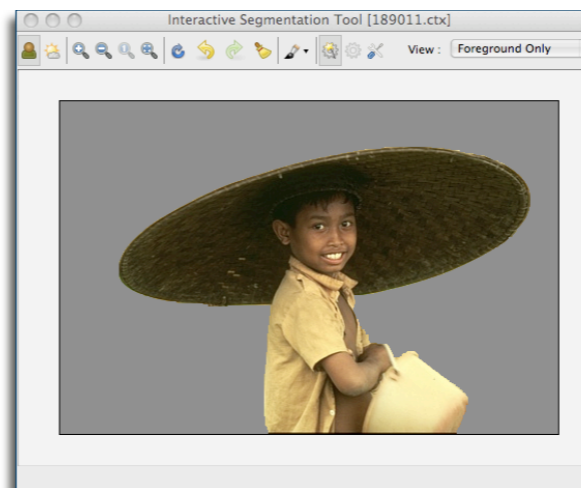 Interactive Segmentation Tool [189011.ctx]
View : Foreground Only